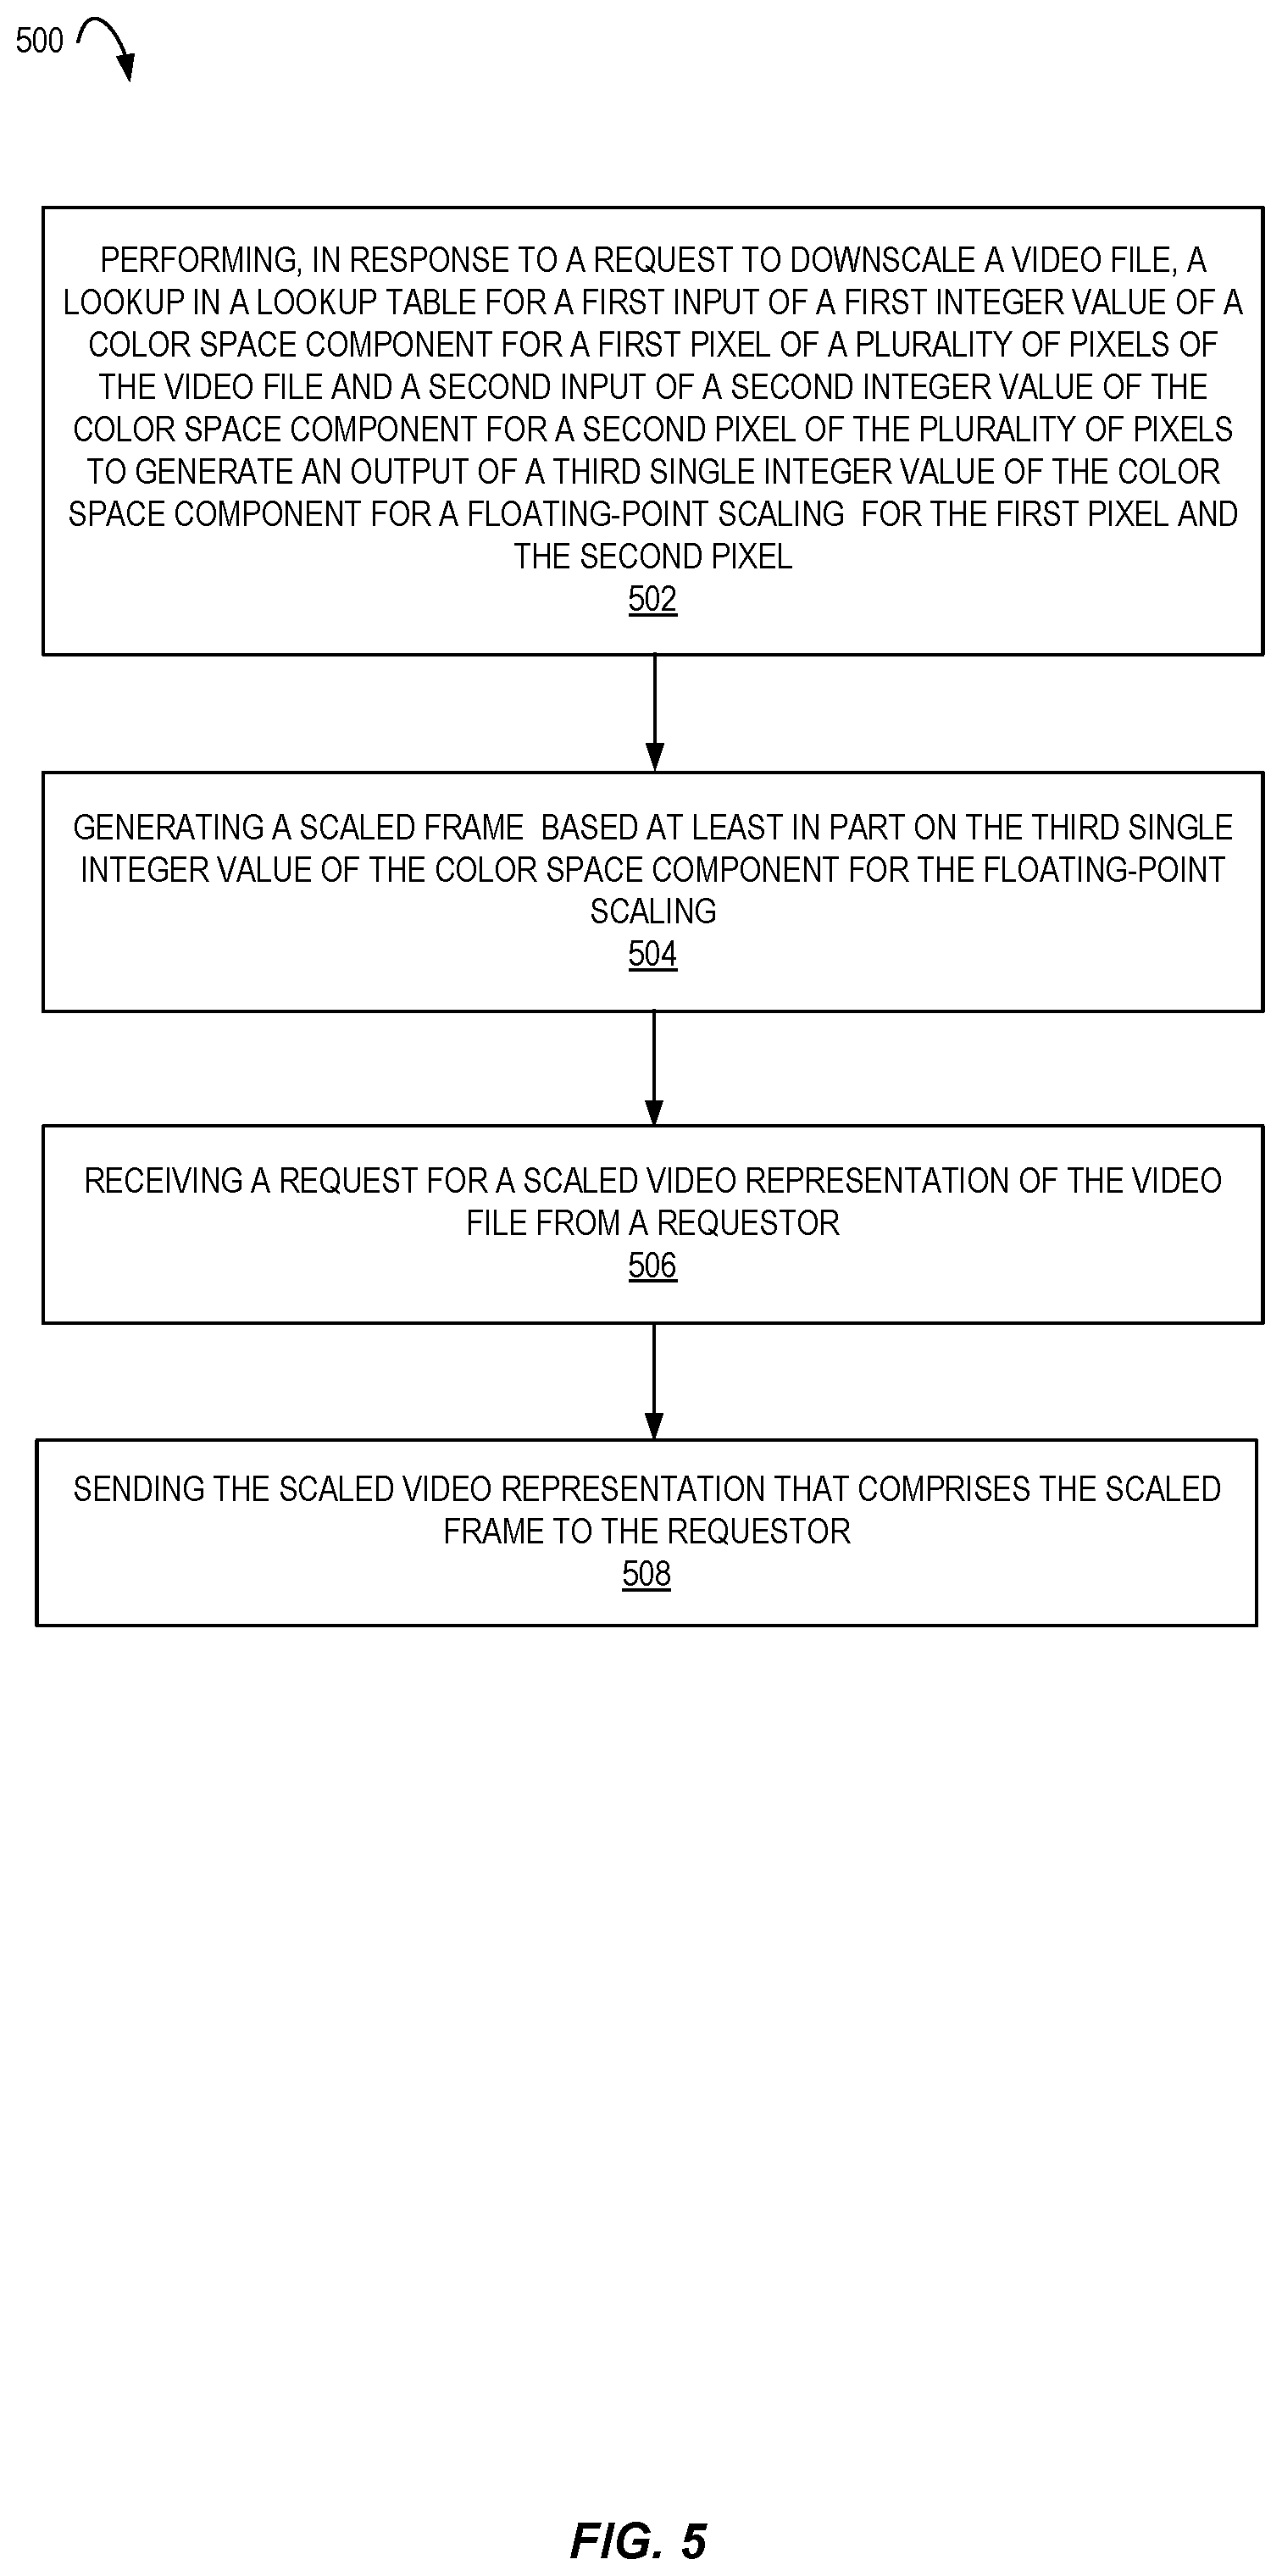 500
PERFORMING, IN RESPONSE TO A REQUEST TO DOWNSCALE A VIDEO FILE, A
LOOKUP IN A LOOKUP TABLE FOR A FIRST INPUT OF A FIRST INTEGER VALUE OF A
COLOR SPACE COMPONENT FOR A FIRST PIXEL OF A PLURALITY OF PIXELS OF
THE VIDEO FILE AND A SECOND INPUT OF A SECOND INTEGER VALUE OF THE
COLOR SPACE COMPONENT FOR A SECOND PIXEL OF THE PLURALITY OF PIXELS
TO GENERATE AN OUTPUT OF A THIRD SINGLE INTEGER VALUE OF THE COLOR
SPACE COMPONENT FOR A FLOATING-POINT SCALING FOR THE FIRST PIXEL AND
THE SECOND PIXEL
502
GENERATING A SCALED FRAME BASED AT LEAST IN PART ON THE THIRD SINGLE
INTEGER VALUE OF THE COLOR SPACE COMPONENT FOR THE FLOATING-POINT
SCALING
504
RECEIVING A REQUEST FOR A SCALED VIDEO REPRESENTATION OF THE VIDEO
FILE FROM A REQUESTOR
506
SENDING THE SCALED VIDEO REPRESENTATION THAT COMPRISES THE SCALED
FRAME TO THE REQUESTOR
508
FIG. 5